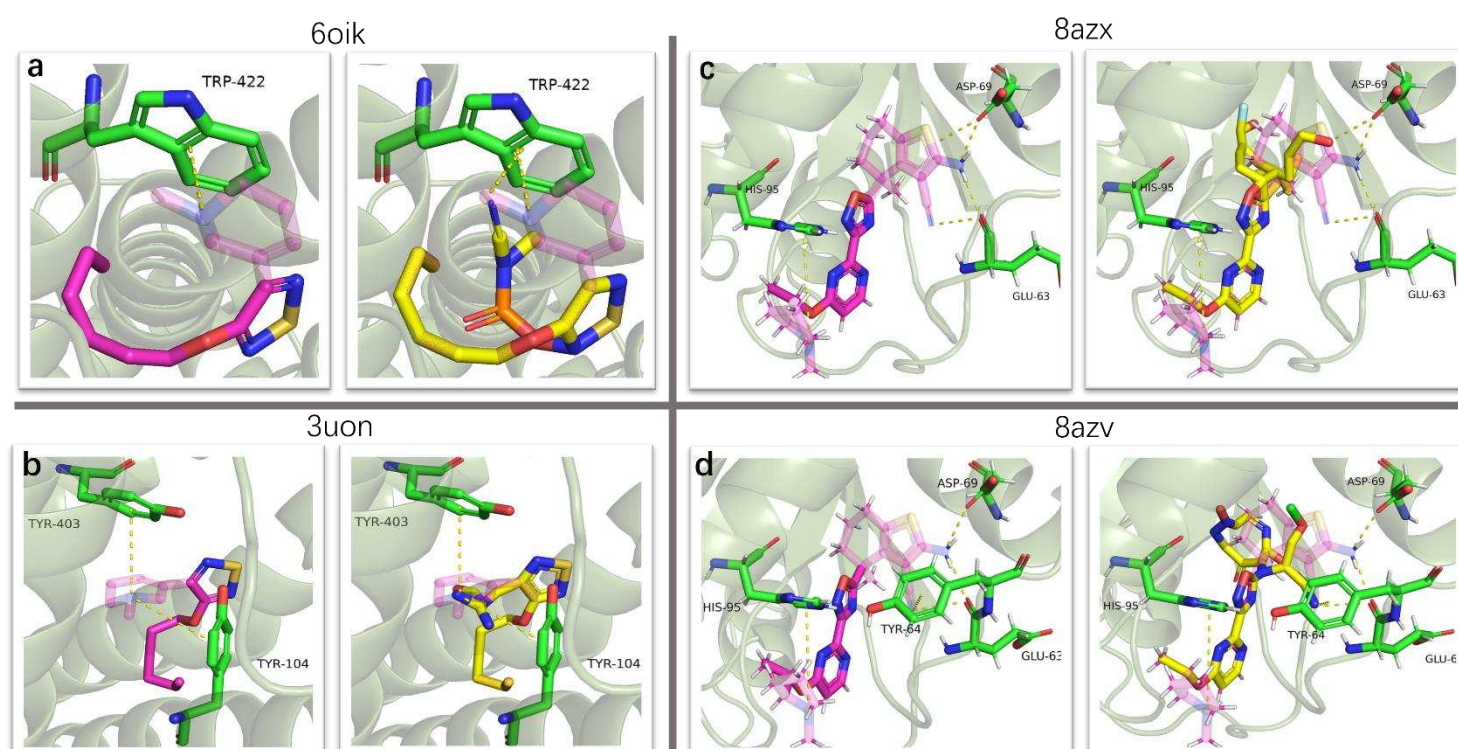 6oik
a
TRP-422
TRP-422
8azx
c
ASP-69
HIS-95
GLU-63
ASP-69
HIS-95
GLU-63
3uon
b
TYR-403
TYR-104
TYR-403
TYR-104
8azv
d
ASP-69
HIS-95
TYR-64
GLU-63
ASP-69
HIS-95
TYR-64
GLU-6